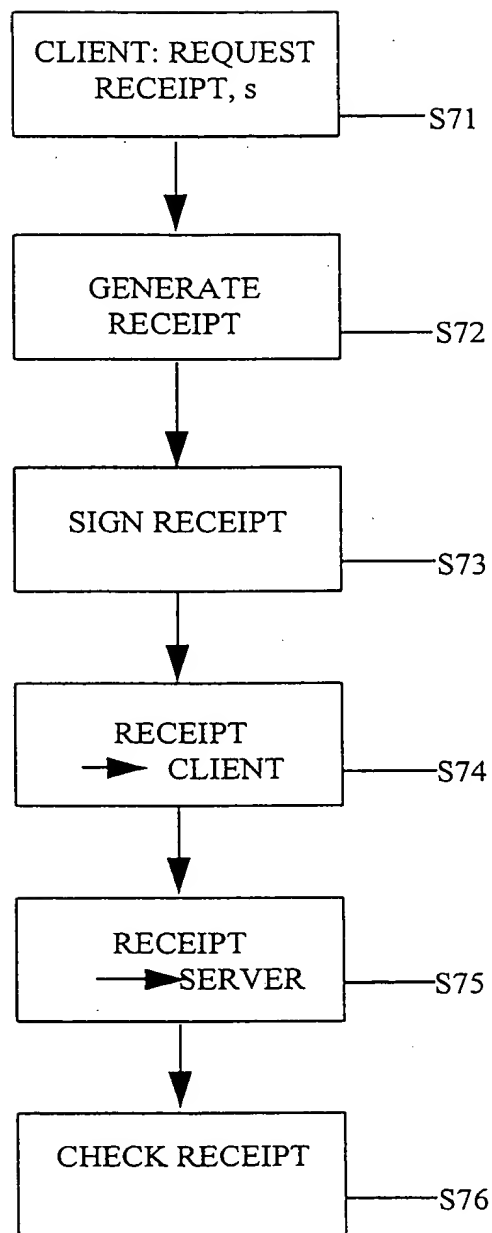 CLIENT: REQUEST
RECEIPT, s
S71
GENERATE
RECEIPT
S72
SIGN RECEIPT
S73
RECEIPT
CLIENT
S74
RECEIPT
SERVER
S75
CHECK RECEIPT
S76